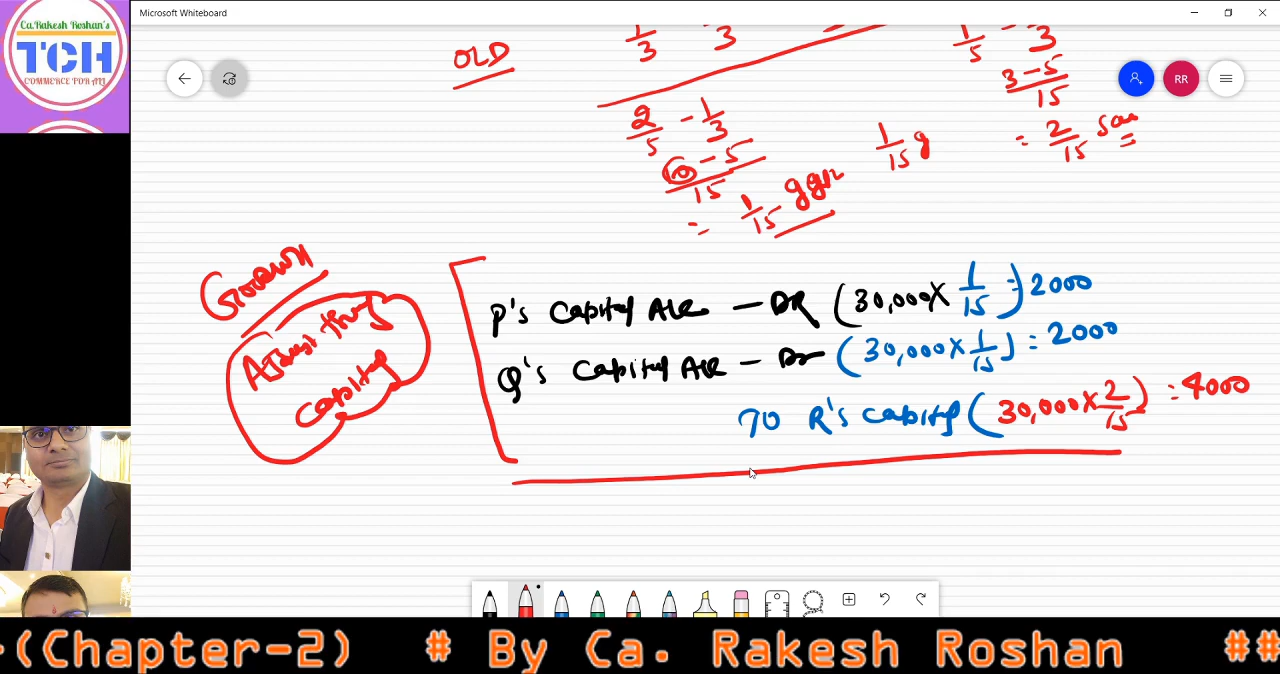 Ca.Rakesh Roshan's
TCH
COMMERCE FOR ALL
Microsoft Whiteboard
RR
OLD
1/3 - /3
1/5 - 1/3
3-5/15
= 2/15 sac
2/5 - 1/3
6-5/15
= 1/15 gain
1/15 g
Goodwill
Adjusting
capital
P's Capital A/c — DR (30,000 X 1/15) = 2000
Q's Capital A/c — Dr (30,000 X 1/15) = 2000
TO R's capital (30,000 X 2/15) = 4000
-(Chapter-2) # By Ca. Rakesh Roshan ##